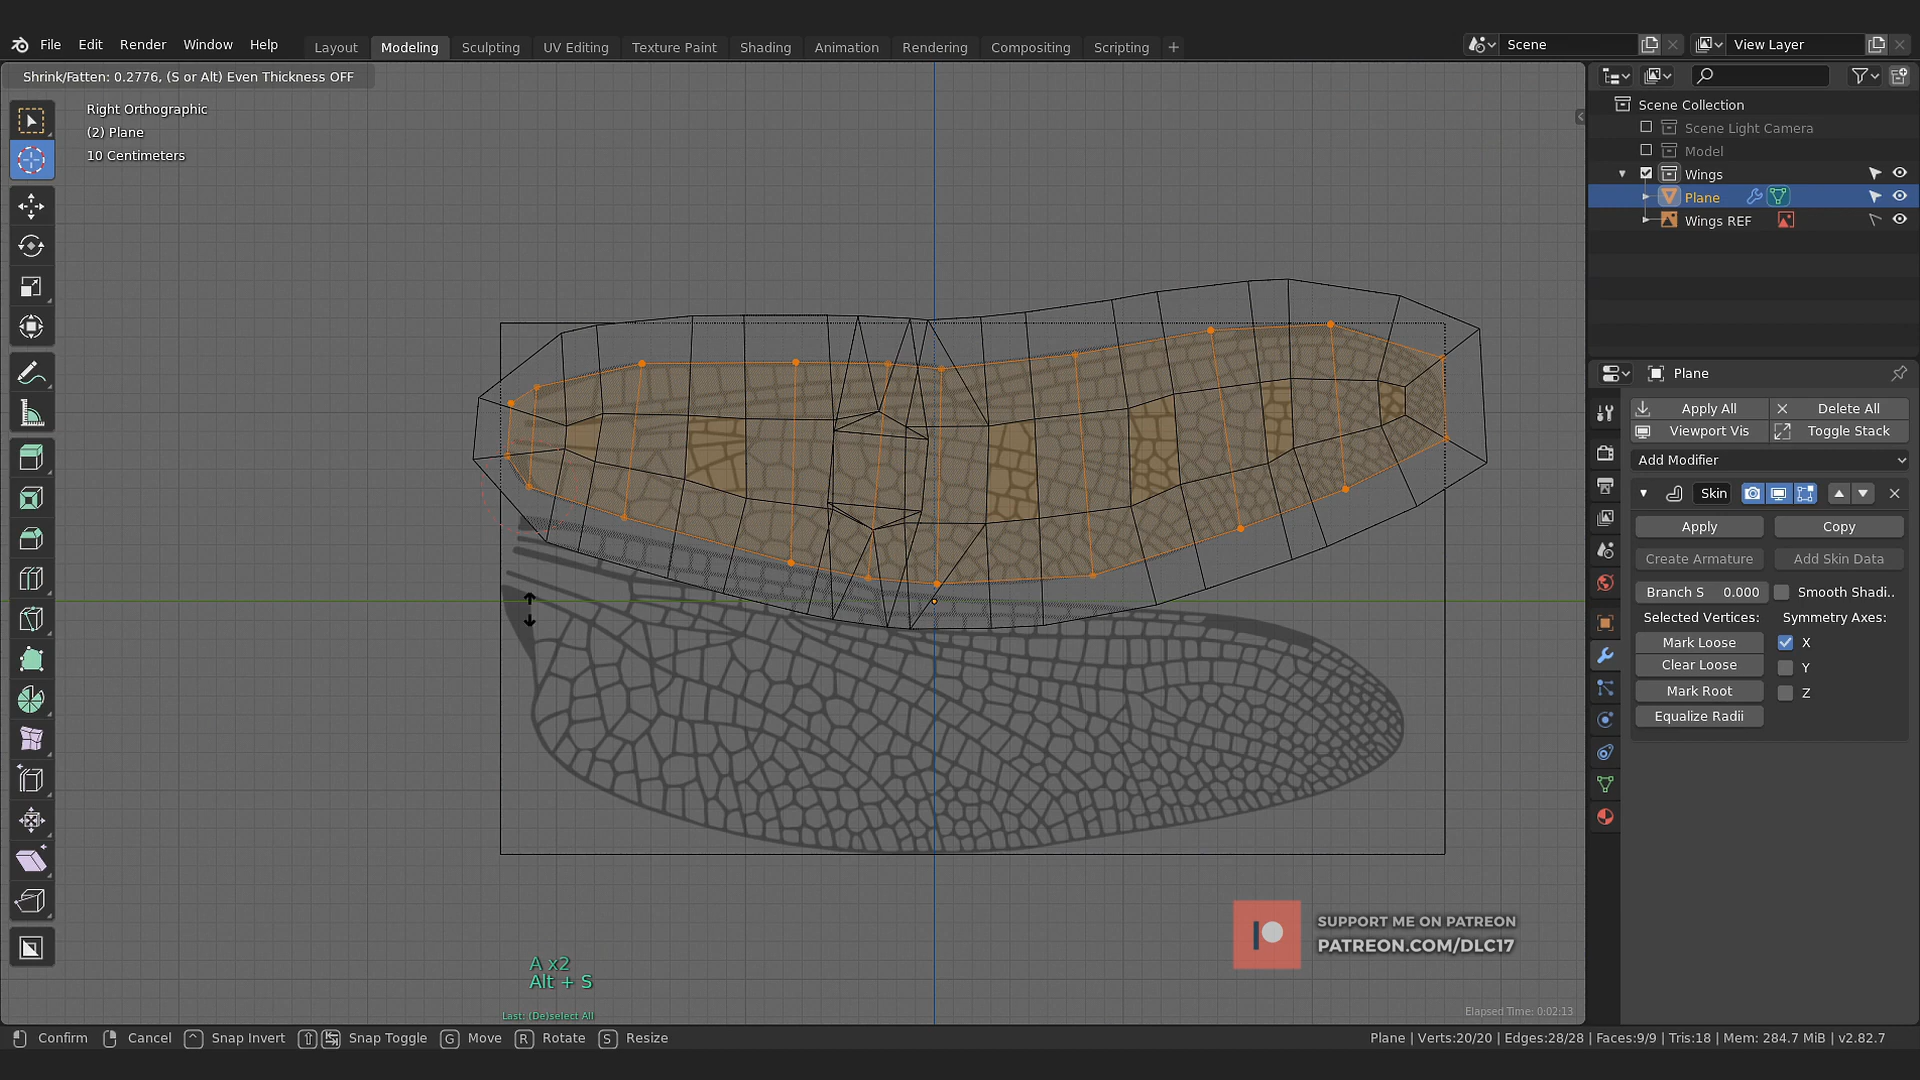 File Edit Render Window Help
Layout Modeling Sculpting UV Editing Texture Paint Shading Animation Rendering Compositing Scripting +
Scene
View Layer
Shrink/Fatten: 0.2776, (S or Alt) Even Thickness OFF
Right Orthographic
(2) Plane
10 Centimeters
Scene Collection
Scene Light Camera
Model
Wings
Plane
Wings REF
Plane
Apply All Delete All
Viewport Vis Toggle Stack
Add Modifier
Skin
Apply Copy
Create Armature Add Skin Data
Branch S 0.000 Smooth Shadi..
Selected Vertices: Symmetry Axes:
Mark Loose X
Clear Loose Y
Mark Root Z
Equalize Radii
SUPPORT ME ON PATREON
PATREON.COM/DLC17
A x2
Alt + S
Last: (De)select All
Elapsed Time: 0:02:13
Confirm Cancel ^ Snap Invert Snap Toggle G Move R Rotate S Resize
Plane | Verts:20/20 | Edges:28/28 | Faces:9/9 | Tris:18 | Mem: 284.7 MiB | v2.82.7